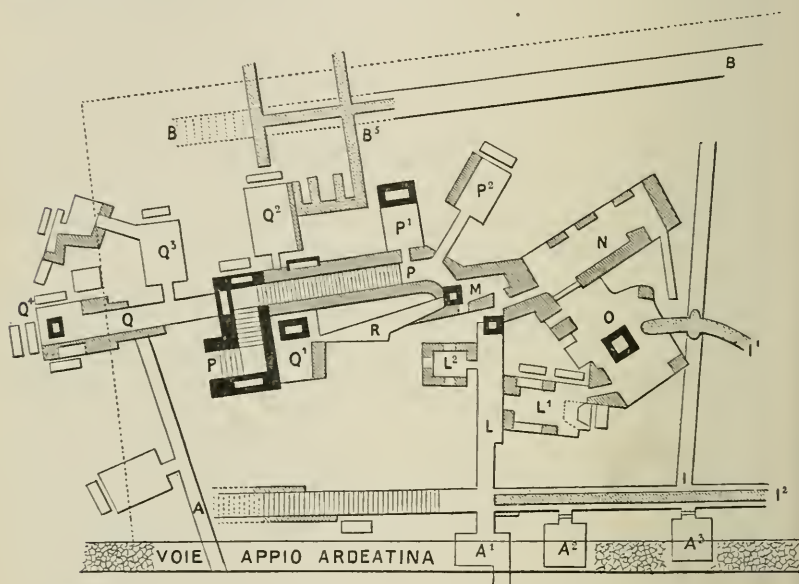 B
B
B⁵
P²
Q²
P¹
N
Q³
P
M
Q⁴
Q
O
R
P
Q¹
L²
I¹
L¹
L
I
I²
A
A¹
A²
A³
VOIE APPIO ARDEATINA